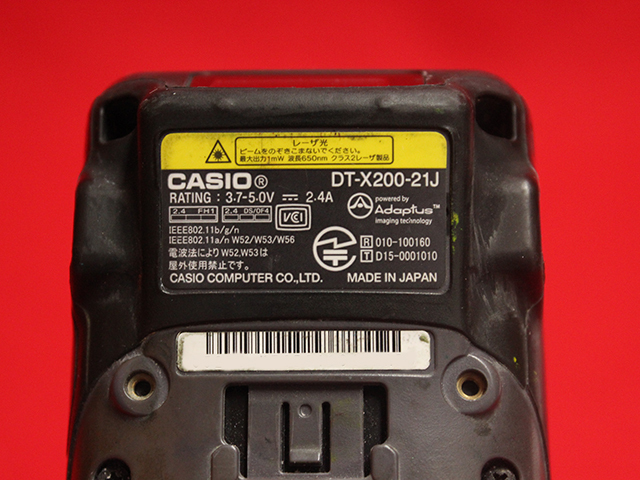 レーザ光
ビームをのぞきこまないでください。
最大出力1mW 波長650nm クラス2レーザ製品
CASIO® DT-X200-21J
RATING : 3.7-5.0V ⎓ 2.4A
powered by
Adaptus™
imaging technology
2.4 FH1 2.4 DS/OF4 VCI
IEEE802.11b/g/n
IEEE802.11a/n W52/W53/W56
電波法により W52,W53は
屋外使用禁止です。
R 010-100160
T D15-0001010
CASIO COMPUTER CO.,LTD. MADE IN JAPAN